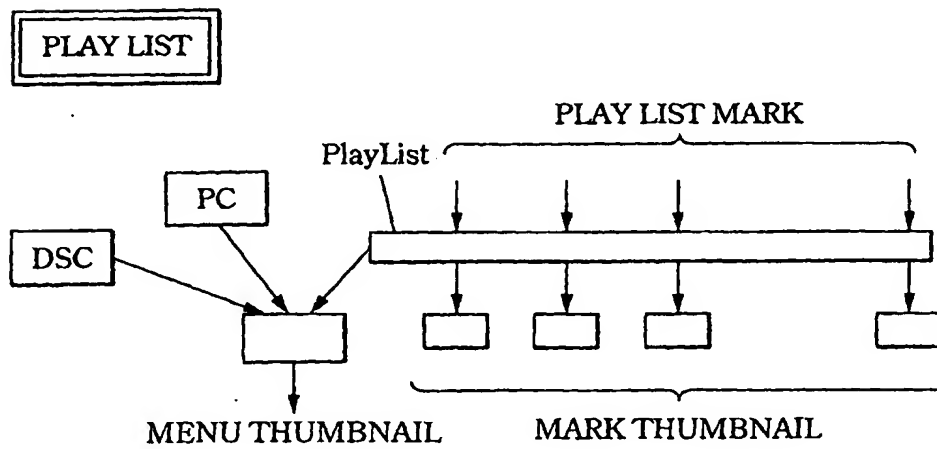 PLAY LIST
PLAY LIST MARK
PlayList
PC
DSC
MENU THUMBNAIL
MARK THUMBNAIL